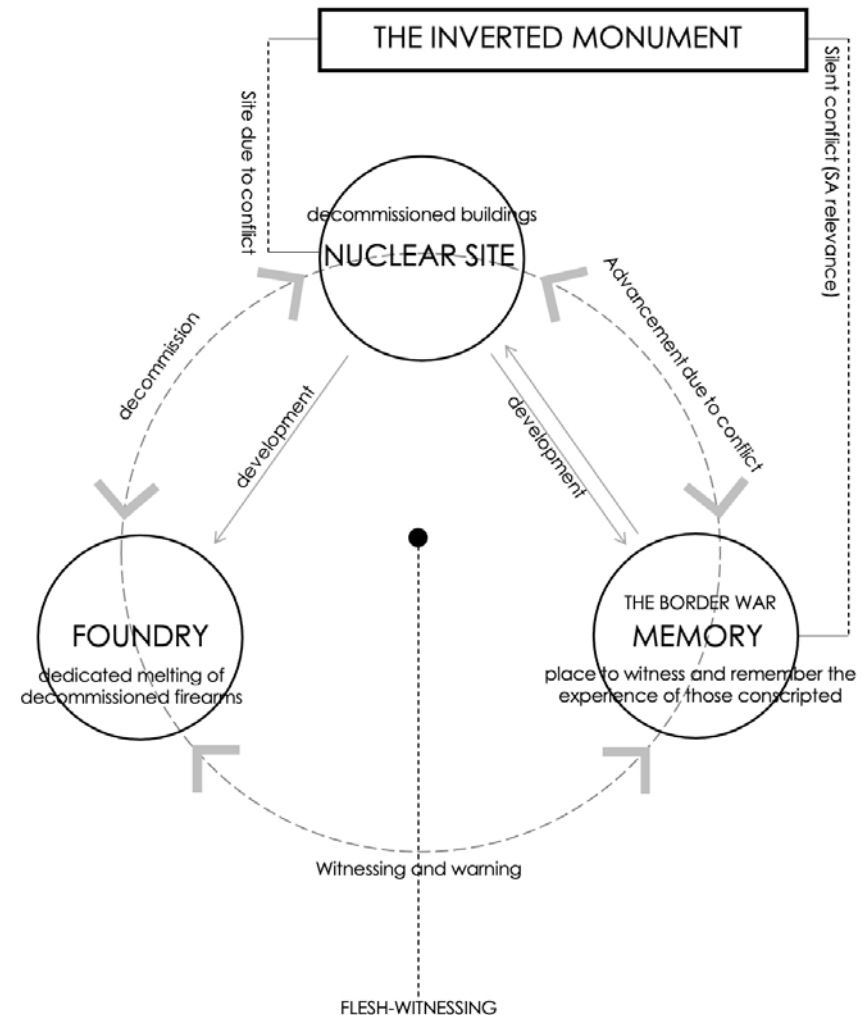 THE INVERTED MONUMENT
Site due to conflict
Silent conflict (SA relevance)
decommissioned buildings
NUCLEAR SITE
decommission
Advancement due to conflict
development
development
FOUNDRY
dedicated melting of
decommissioned firearms
THE BORDER WAR
MEMORY
place to witness and remember the
experience of those conscripted
Witnessing and warning
FLESH-WITNESSING